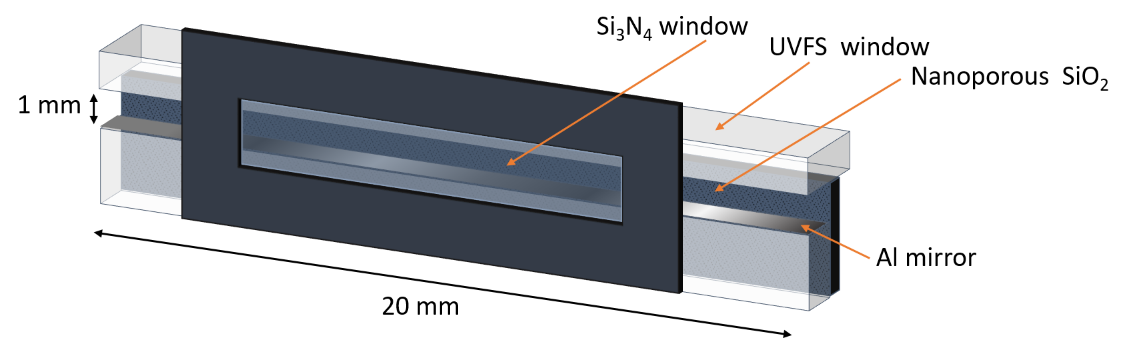 Si₃N₄ window
UVFS window
Nanoporous SiO₂
1 mm
Al mirror
20 mm